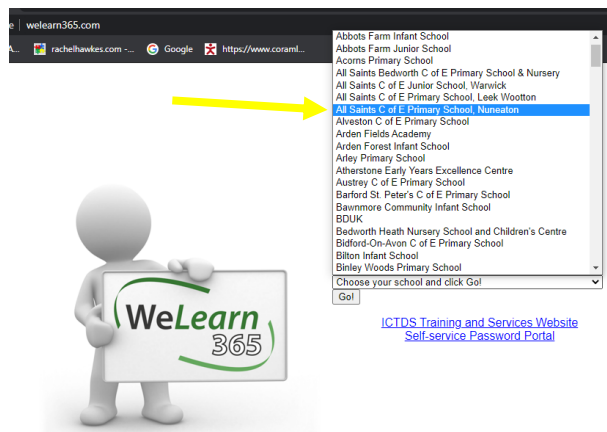 e | welearn365.com
A... rachelhawkes.com -... Google https://www.coraml...
Abbots Farm Infant School
Abbots Farm Junior School
Acorns Primary School
All Saints Bedworth C of E Primary School & Nursery
All Saints C of E Junior School, Warwick
All Saints C of E Primary School, Leek Wootton
All Saints C of E Primary School, Nuneaton
Alveston C of E Primary School
Arden Fields Academy
Arden Forest Infant School
Arley Primary School
Atherstone Early Years Excellence Centre
Austrey C of E Primary School
Barford St. Peter's C of E Primary School
Bawnmore Community Infant School
BDUK
Bedworth Heath Nursery School and Children's Centre
Bidford-On-Avon C of E Primary School
Bilton Infant School
Binley Woods Primary School
Choose your school and click Go!
Go!
ICTDS Training and Services Website
Self-service Password Portal
WeLearn
365